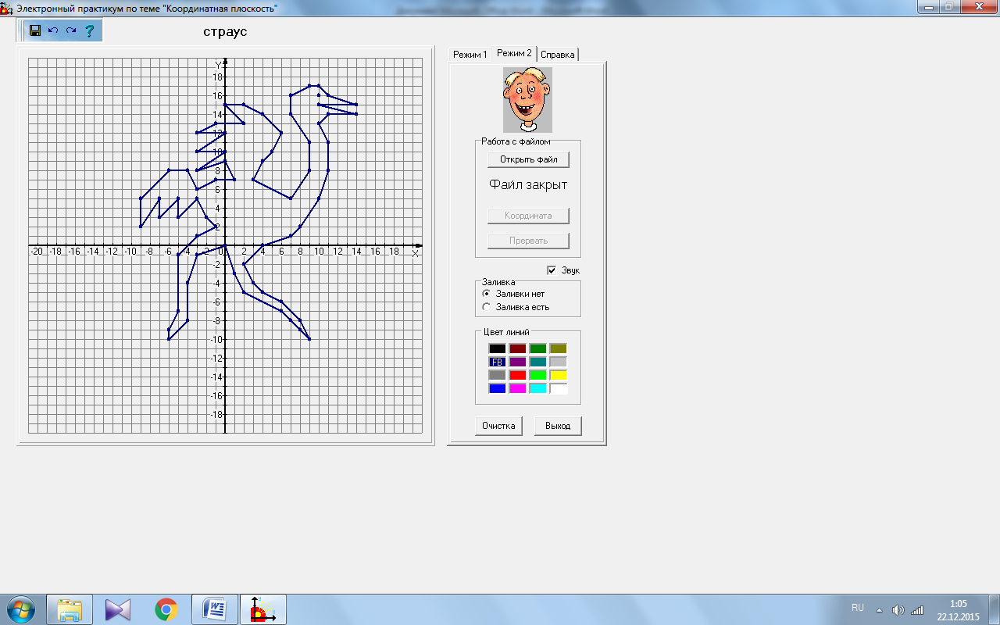 Электронный практикум по теме "Координатная плоскость"
?
страус
Режим 1 Режим 2 Справка
Y
18
16
14
12
10
8
6
4
2
-20 -18 -16 -14 -12 -10 -8 -6 -4 -2 0 2 4 6 8 10 12 14 16 18 X
-2
-4
-6
-8
-10
-12
-14
-16
-18
Работа с файлом
Открыть файл
Файл закрыт
Координата
Прервать
Звук
Заливка
Заливки нет
Заливка есть
Цвет линий
FB
Очистка Выход
RU
1:05
22.12.2015